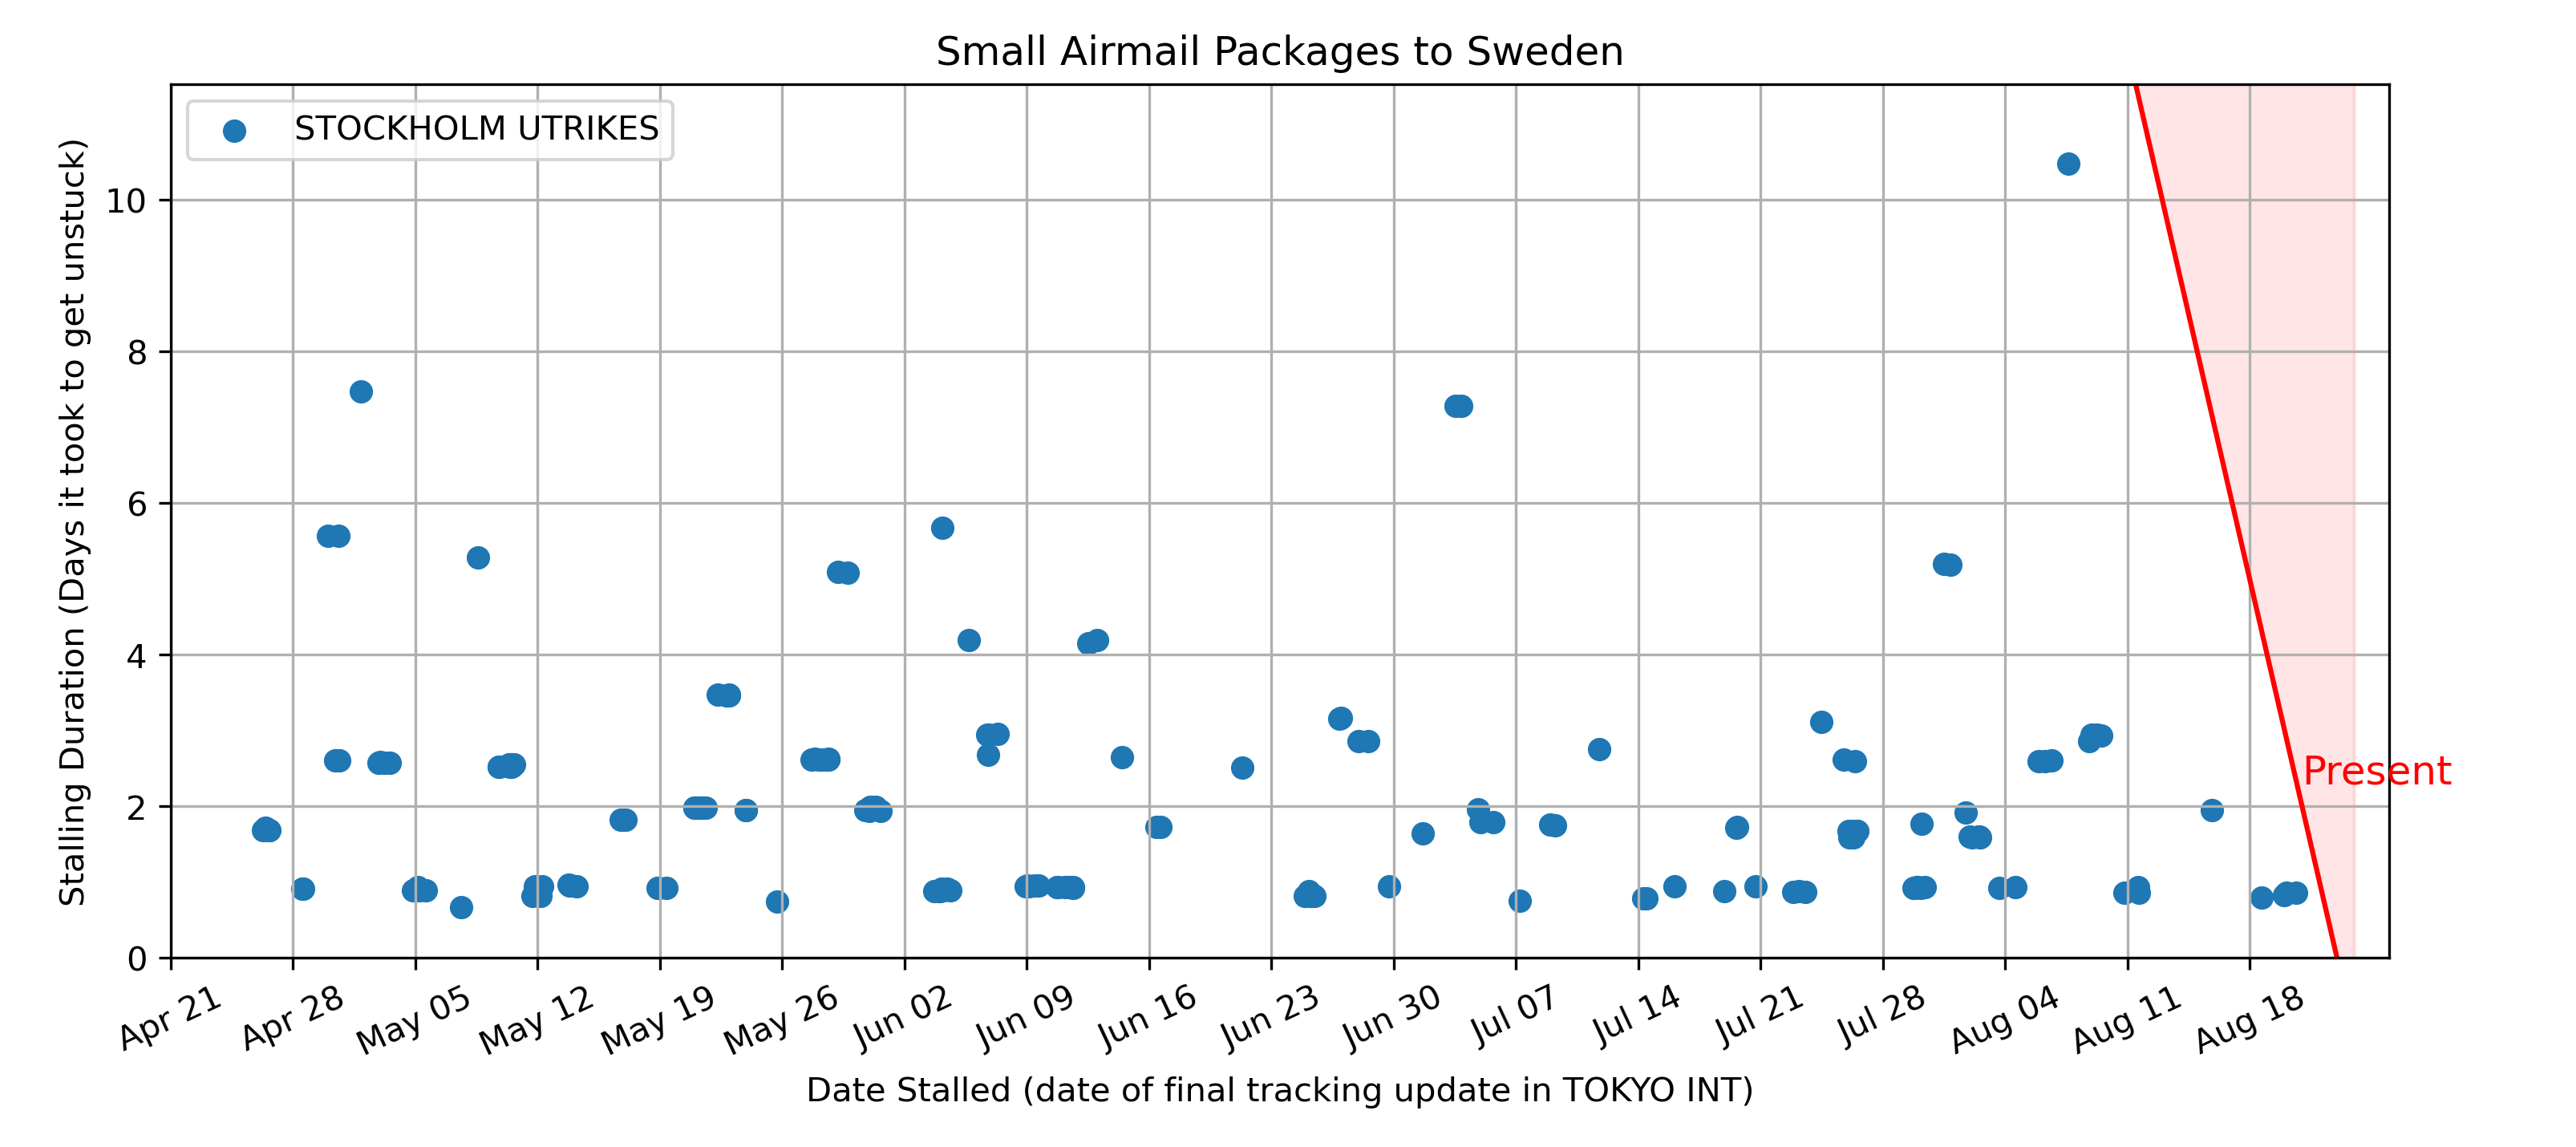 Small Airmail Packages to Sweden
STOCKHOLM UTRIKES
Stalling Duration (Days it took to get unstuck)
10
8
6
4
2
0
Present
Apr 21
Apr 28
May 05
May 12
May 19
May 26
Jun 02
Jun 09
Jun 16
Jun 23
Jun 30
Jul 07
Jul 14
Jul 21
Jul 28
Aug 04
Aug 11
Aug 18
Date Stalled (date of final tracking update in TOKYO INT)